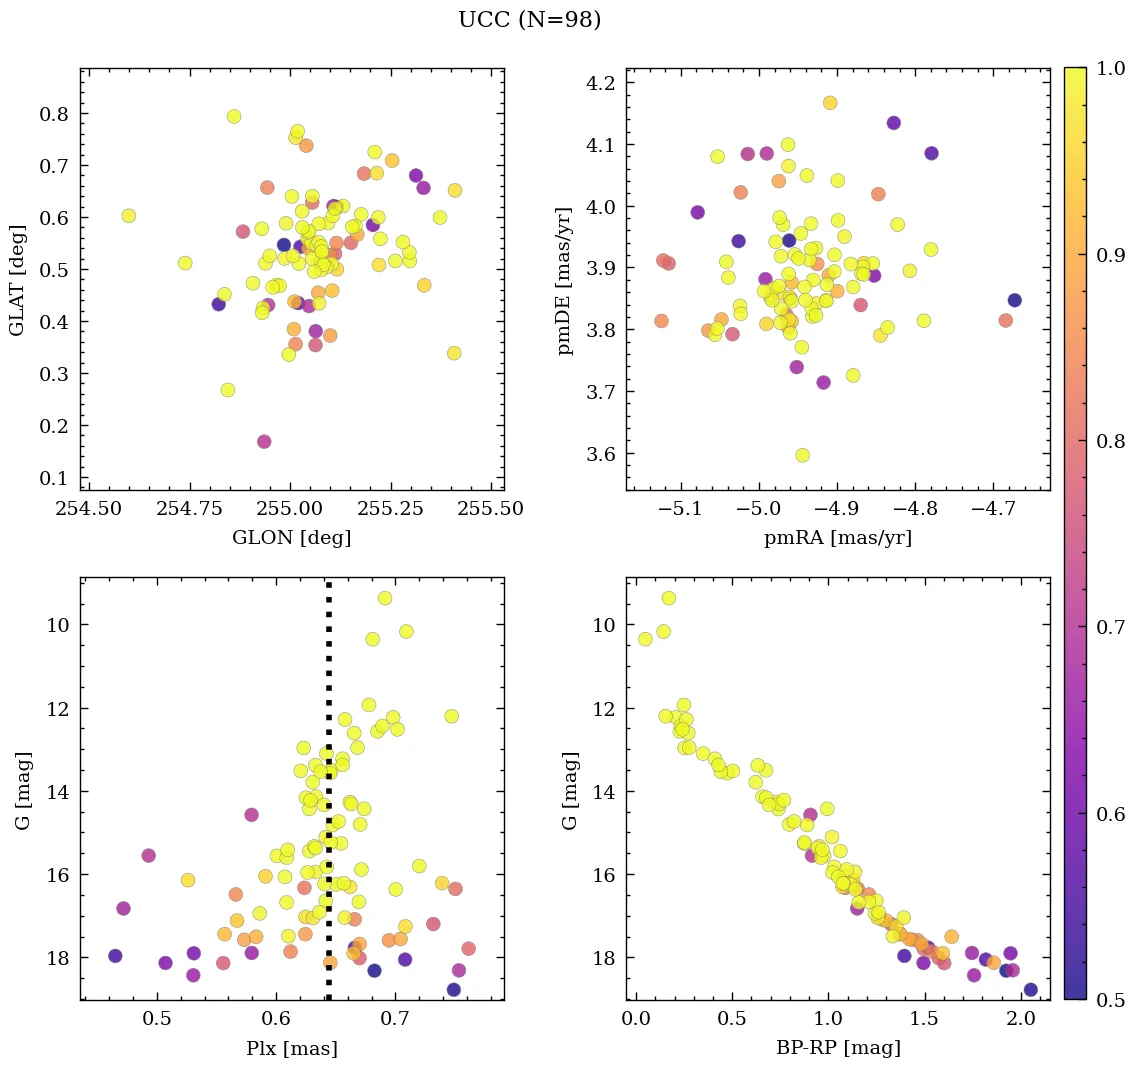 UCC (N=98)
0.8
0.7
0.6
0.5
0.4
0.3
0.2
0.1
GLAT [deg]
254.50 254.75 255.00 255.25 255.50
GLON [deg]
4.2
4.1
4.0
3.9
3.8
3.7
3.6
pmDE [mas/yr]
−5.1 −5.0 −4.9 −4.8 −4.7
pmRA [mas/yr]
10
12
14
16
18
G [mag]
0.5 0.6 0.7
Plx [mas]
10
12
14
16
18
G [mag]
0.0 0.5 1.0 1.5 2.0
BP-RP [mag]
1.0
0.9
0.8
0.7
0.6
0.5